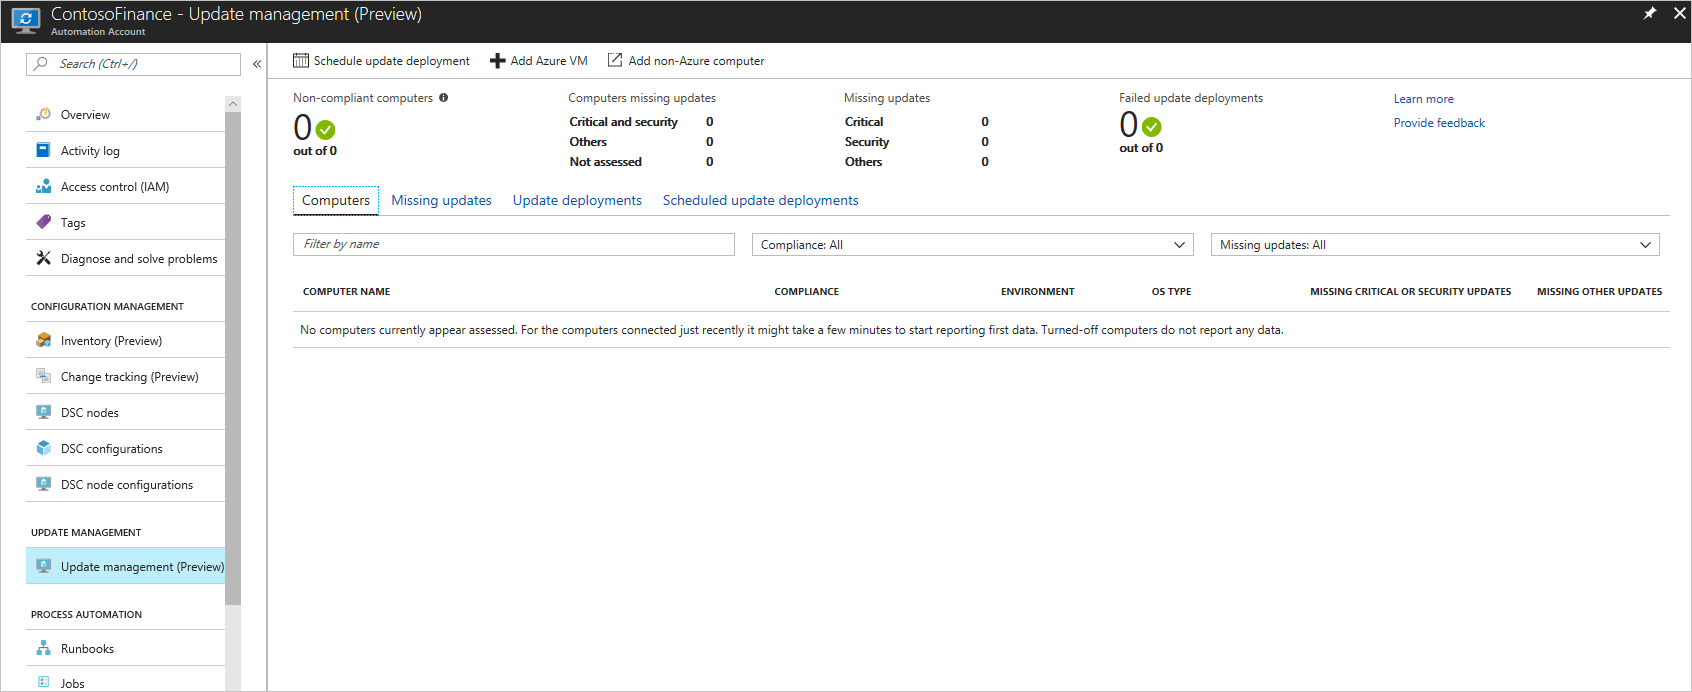 ContosoFinance - Update management (Preview)
Automation Account
Search (Ctrl+/)
«
Overview
Activity log
Access control (IAM)
Tags
Diagnose and solve problems
CONFIGURATION MANAGEMENT
Inventory (Preview)
Change tracking (Preview)
DSC nodes
DSC configurations
DSC node configurations
UPDATE MANAGEMENT
Update management (Preview)
PROCESS AUTOMATION
Runbooks
Jobs
Schedule update deployment Add Azure VM Add non-Azure computer
Non-compliant computers
0
out of 0
Computers missing updates
Critical and security 0
Others 0
Not assessed 0
Missing updates
Critical 0
Security 0
Others 0
Failed update deployments
0
out of 0
Learn more
Provide feedback
Computers Missing updates Update deployments Scheduled update deployments
Filter by name Compliance: All Missing updates: All
COMPUTER NAME COMPLIANCE ENVIRONMENT OS TYPE MISSING CRITICAL OR SECURITY UPDATES MISSING OTHER UPDATES
No computers currently appear assessed. For the computers connected just recently it might take a few minutes to start reporting first data. Turned-off computers do not report any data.